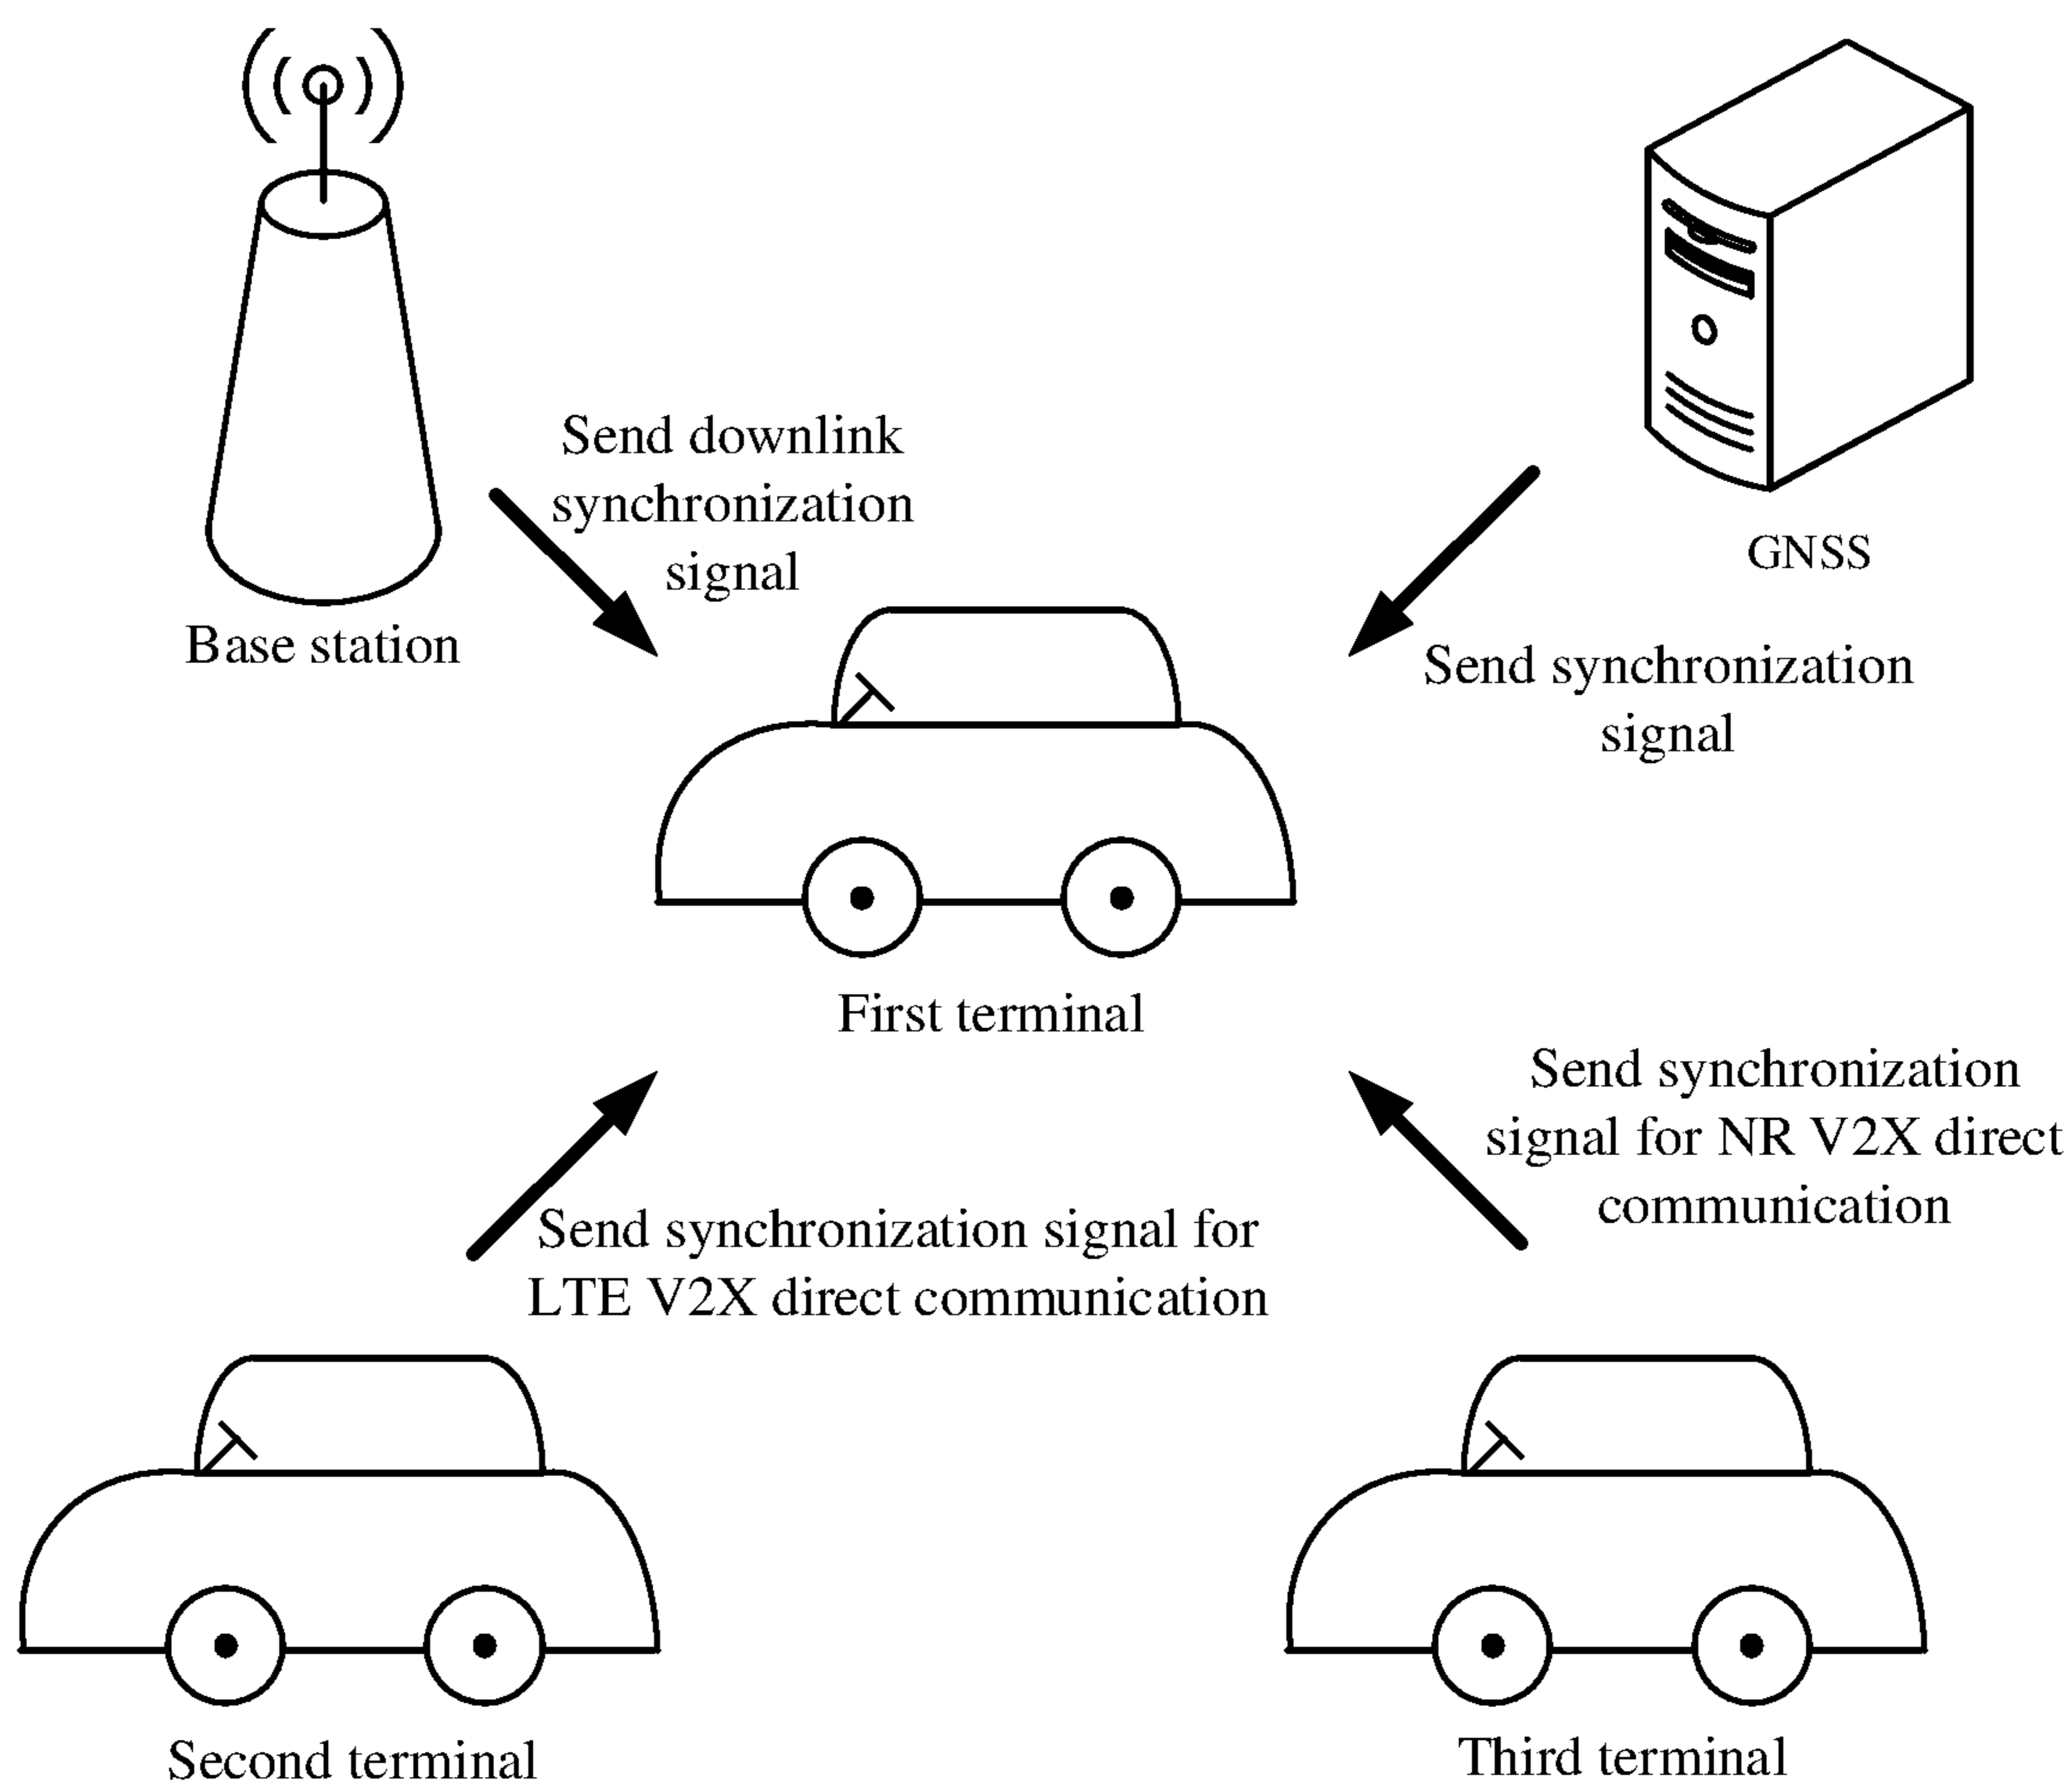 Send downlink
synchronization
signal
GNSS
Base station
Send synchronization
signal
First terminal
Send synchronization
signal for NR V2X direct
communication
Send synchronization signal for
LTE V2X direct communication
Second terminal
Third terminal